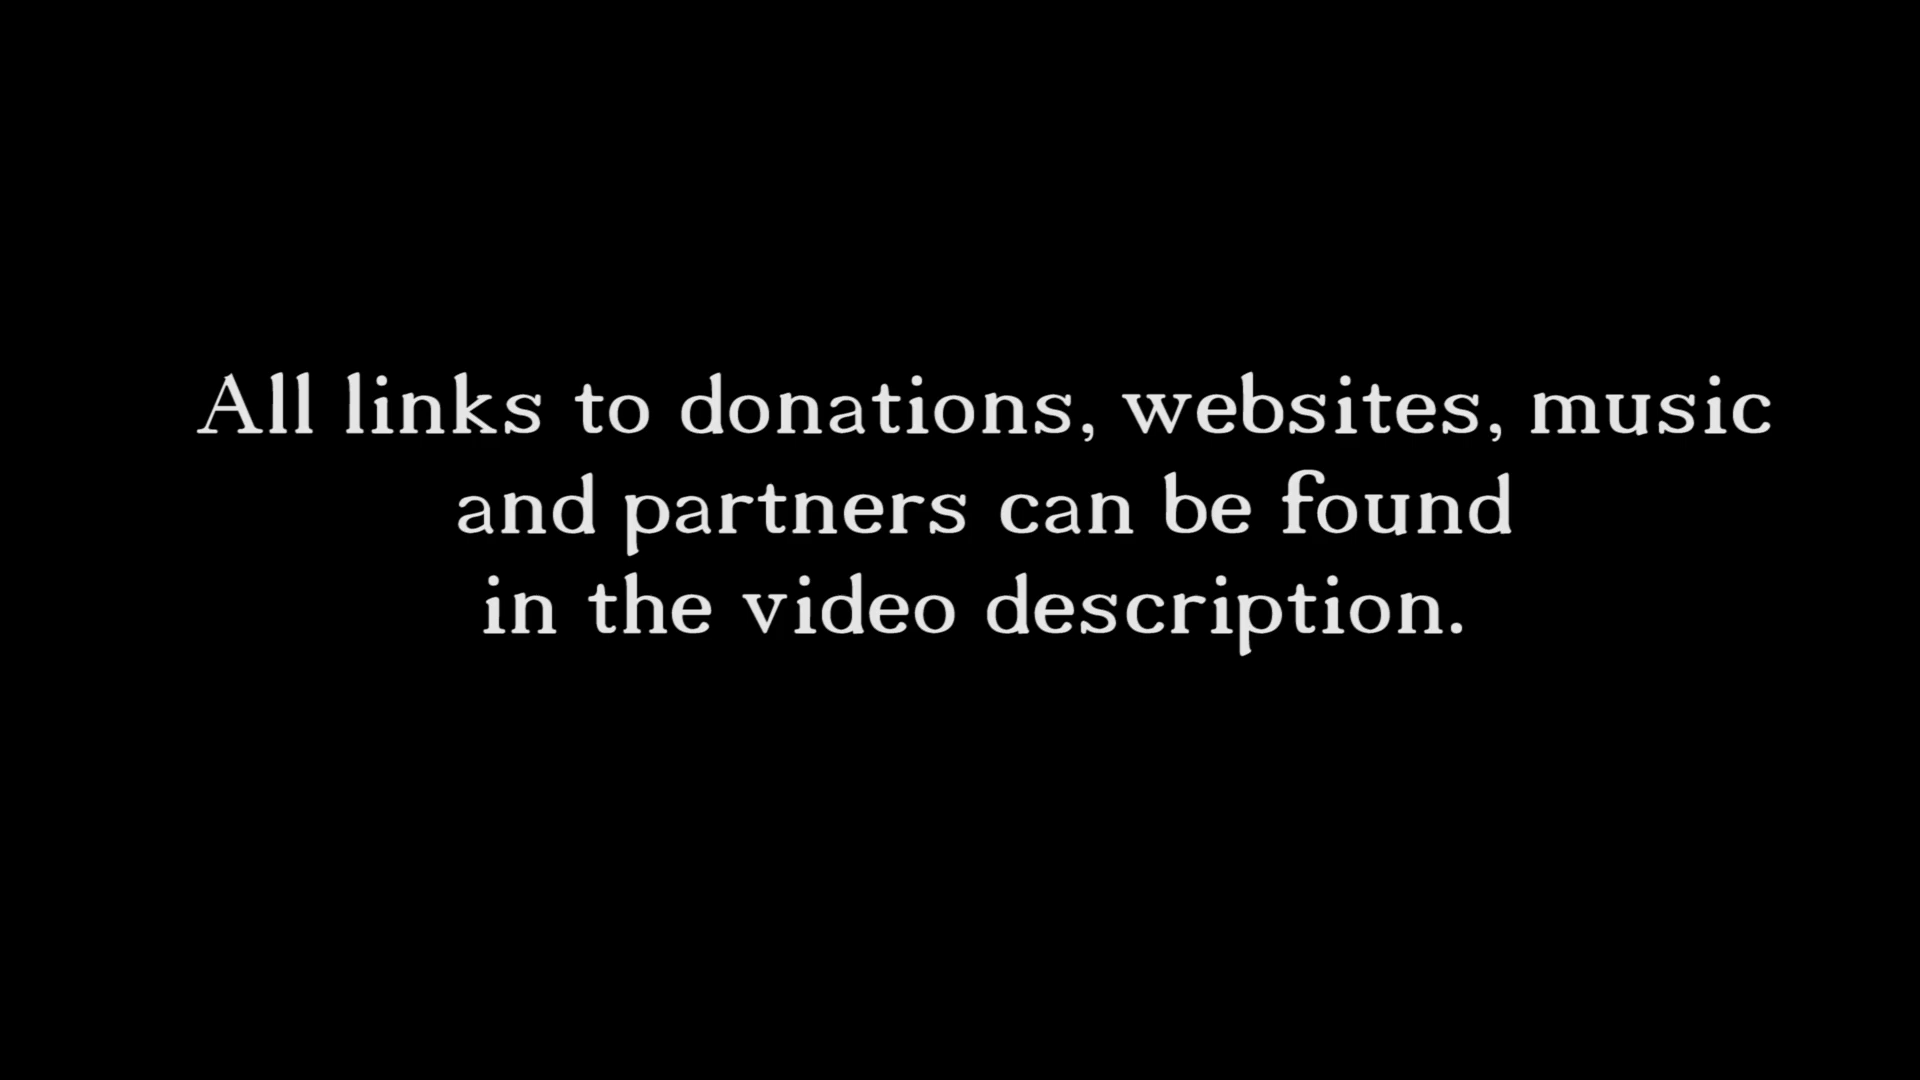 All links to donations, websites, music
and partners can be found
in the video description.